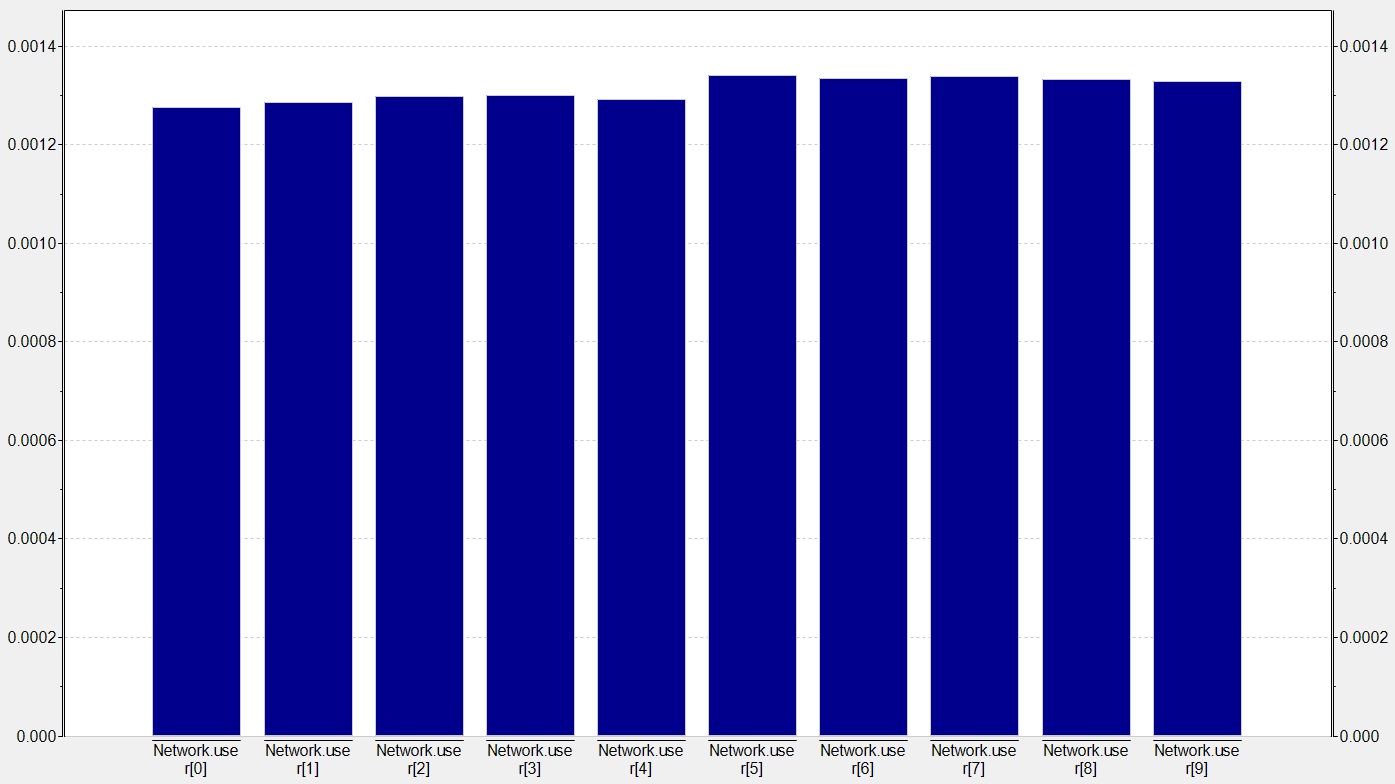 0.0014
0.0012
0.0010
0.0008
0.0006
0.0004
0.0002
0.000
0.0014
0.0012
0.0010
0.0008
0.0006
0.0004
0.0002
0.000
Network.use
r[0]
Network.use
r[1]
Network.use
r[2]
Network.use
r[3]
Network.use
r[4]
Network.use
r[5]
Network.use
r[6]
Network.use
r[7]
Network.use
r[8]
Network.use
r[9]